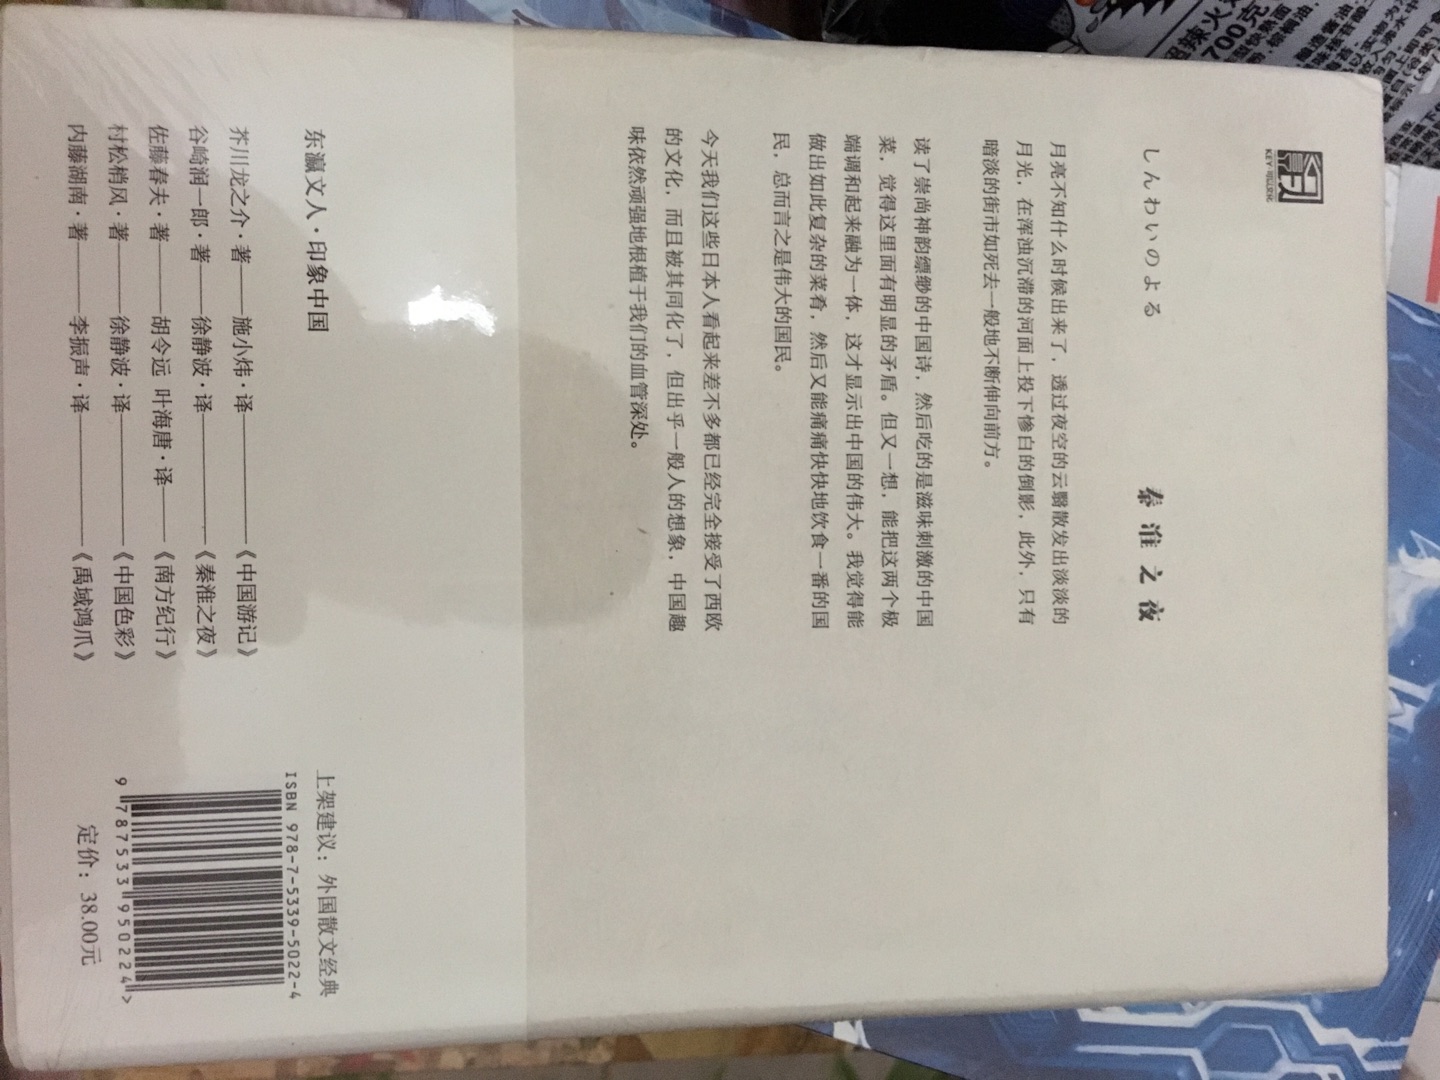 KEY·可以文化
しんわいのよる
秦淮之夜
月亮不知什么时候出来了，透过夜空的云翳散发出淡淡的
月光，在浑浊沉滞的河面上投下惨白的倒影，此外，只有
暗淡的街市如死去一般地不断伸向前方。
读了崇尚神韵缥缈的中国诗，然后吃的是滋味刺激的中国
菜，觉得这里面有明显的矛盾。但又一想，能把这两个极
端调和起来融为一体，这才显示出中国的伟大。我觉得能
做出如此复杂的菜肴，然后又能痛痛快快地饮食一番的国
民，总而言之是伟大的国民。
今天我们这些日本人看起来差不多都已经完全接受了西欧
的文化，而且被其同化了，但出乎一般人的想象，中国趣
味依然顽强地根植于我们的血管深处。
东瀛文人·印象中国
芥川龙之介·著——施小炜·译——《中国游记》
谷崎润一郎·著——徐静波·译——《秦淮之夜》
佐藤春夫·著——胡令远 叶海唐·译——《南方纪行》
村松梢风·著——徐静波·译——《中国色彩》
内藤湖南·著——李振声·译——《禹域鸿爪》
上架建议：外国散文经典
ISBN 978-7-5339-5022-4
9 787533 950224 >
定价：38.00元
700克